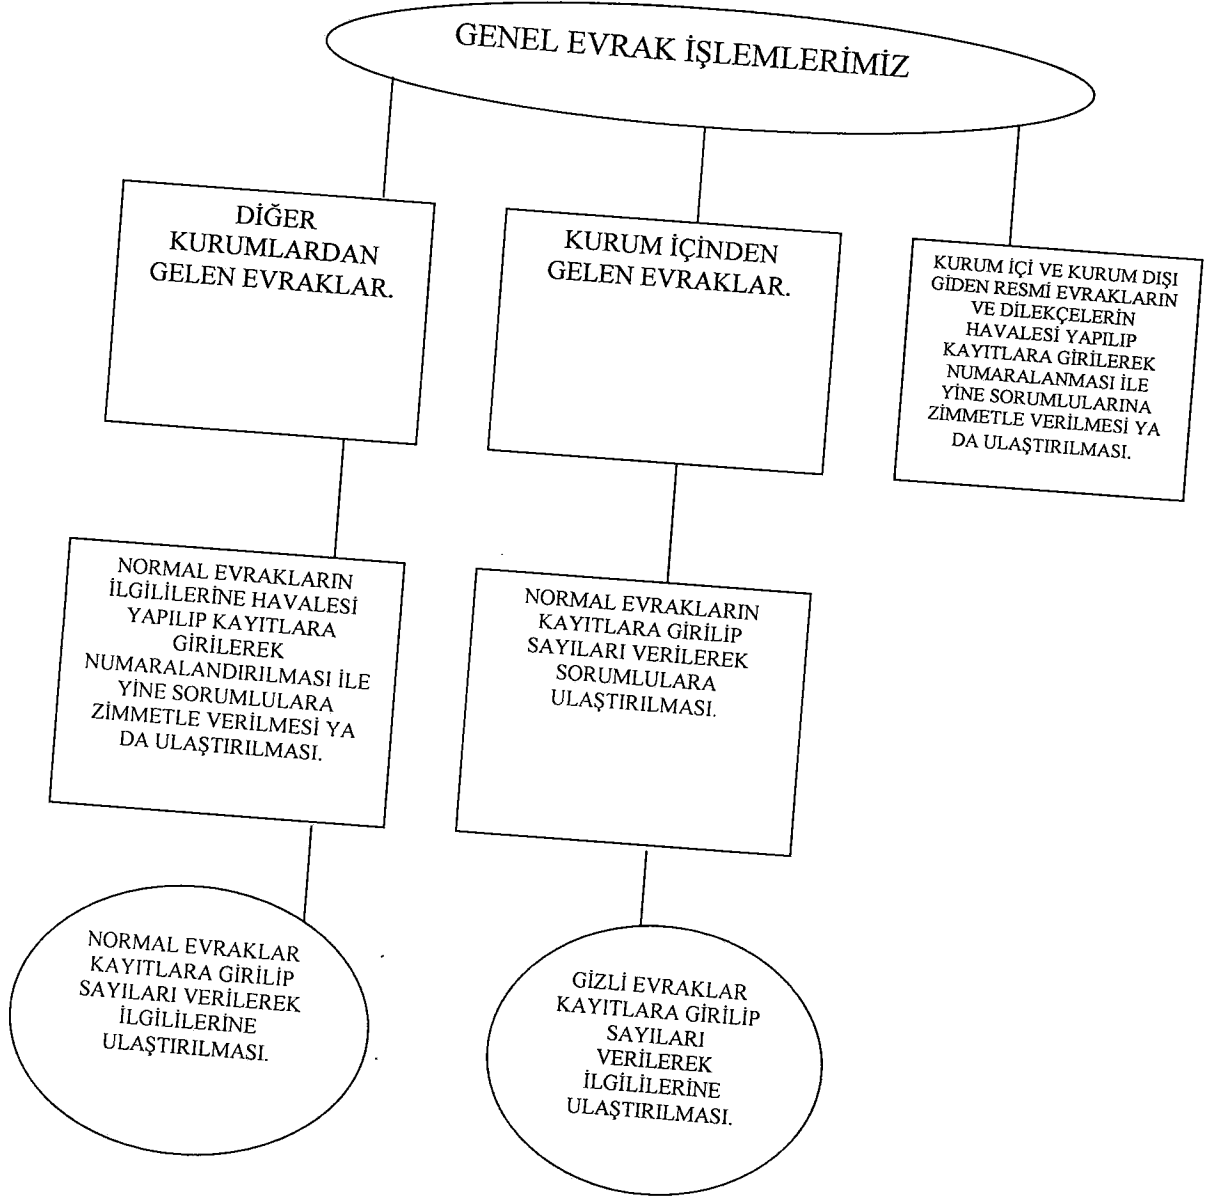 GENEL EVRAK İŞLEMLERİMİZ
DİĞER
KURUMLARDAN
GELEN EVRAKLAR.
KURUM İÇİNDEN
GELEN EVRAKLAR.
KURUM İÇİ VE KURUM DIŞI
GİDEN RESMİ EVRAKLARIN
VE DİLEKÇELERİN
HAVALESİ YAPILIP
KAYITLARA GİRİLEREK
NUMARALANMASI İLE
YİNE SORUMLULARINA
ZİMMETLE VERİLMESİ YA
DA ULAŞTIRILMASI.
NORMAL EVRAKLARIN
İLGİLİLERİNE HAVALESİ
YAPILIP KAYITLARA
GİRİLEREK
NUMARALANDIRILMASI İLE
YİNE SORUMLULARA
ZİMMETLE VERİLMESİ YA
DA ULAŞTIRILMASI.
NORMAL EVRAKLARIN
KAYITLARA GİRİLİP
SAYILARI VERİLEREK
SORUMLULARA
ULAŞTIRILMASI.
NORMAL EVRAKLAR
KAYITLARA GİRİLİP
SAYILARI VERİLEREK
İLGİLİLERİNE
ULAŞTIRILMASI.
GİZLİ EVRAKLAR
KAYITLARA GİRİLİP
SAYILARI
VERİLEREK
İLGİLİLERİNE
ULAŞTIRILMASI.